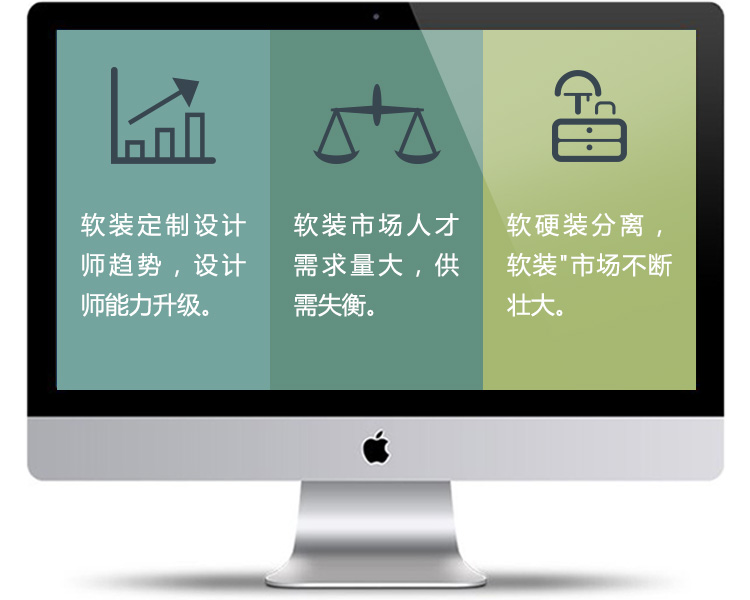 软装定制设计
师趋势，设计
师能力升级。
软装市场人才
需求量大，供
需失衡。
软硬装分离，
软装"市场不断
壮大。